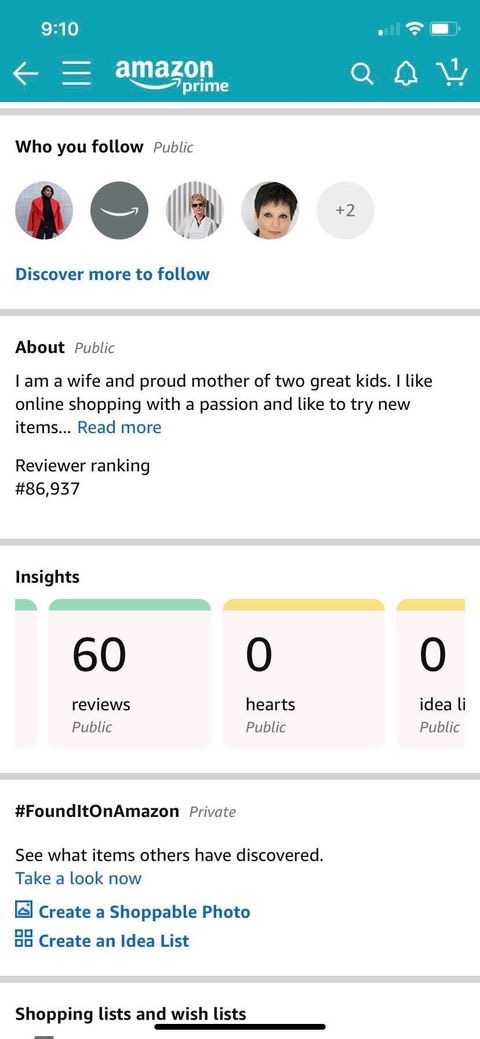 9:10
amazon
prime
1
Who you follow Public
+2
Discover more to follow
About Public
I am a wife and proud mother of two great kids. I like
online shopping with a passion and like to try new
items... Read more
Reviewer ranking
#86,937
Insights
60 0 0
reviews hearts idea li
Public Public Public
#FoundItOnAmazon Private
See what items others have discovered.
Take a look now
Create a Shoppable Photo
Create an Idea List
Shopping lists and wish lists